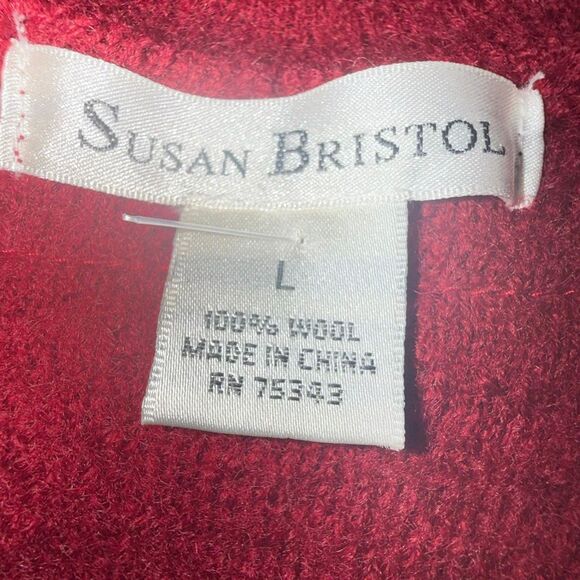 SUSAN BRISTOL
L
100% WOOL
MADE IN CHINA
RN 75343